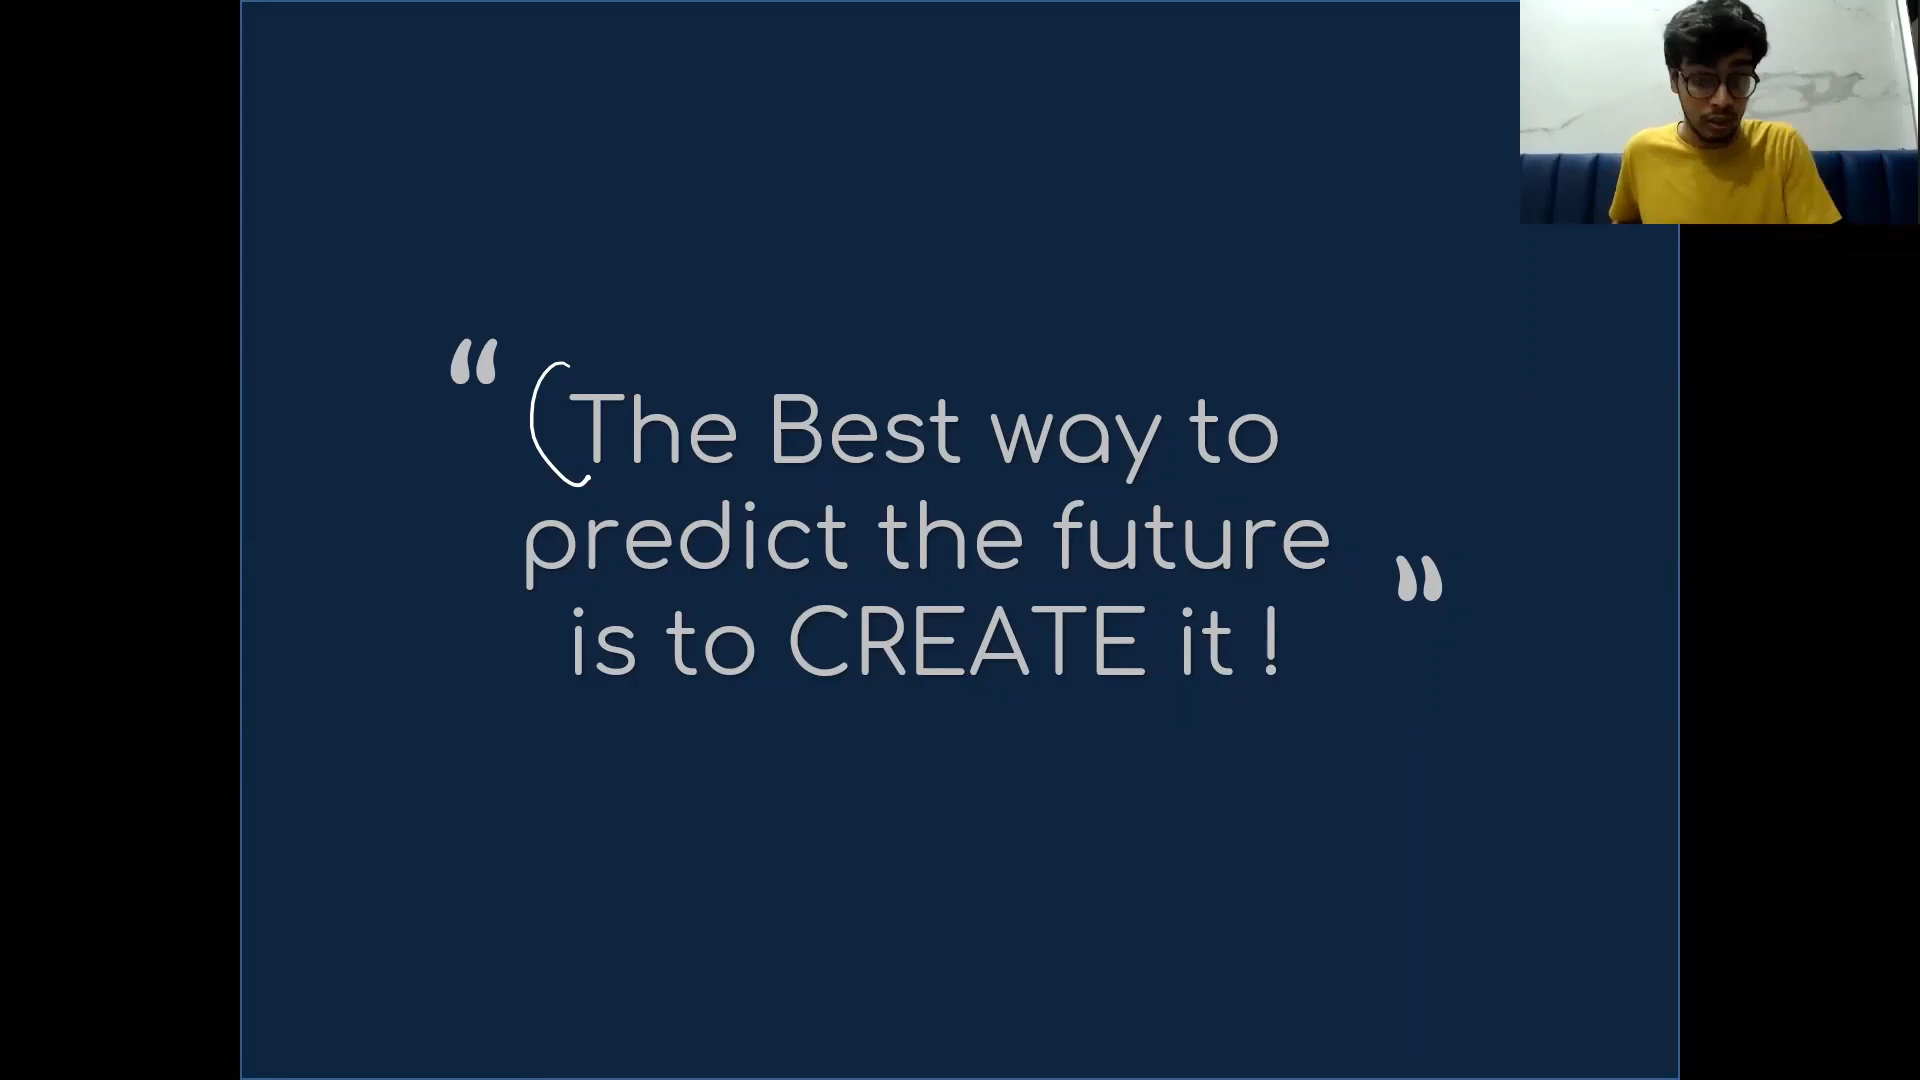 “The Best way to
predict the future
is to CREATE it !”